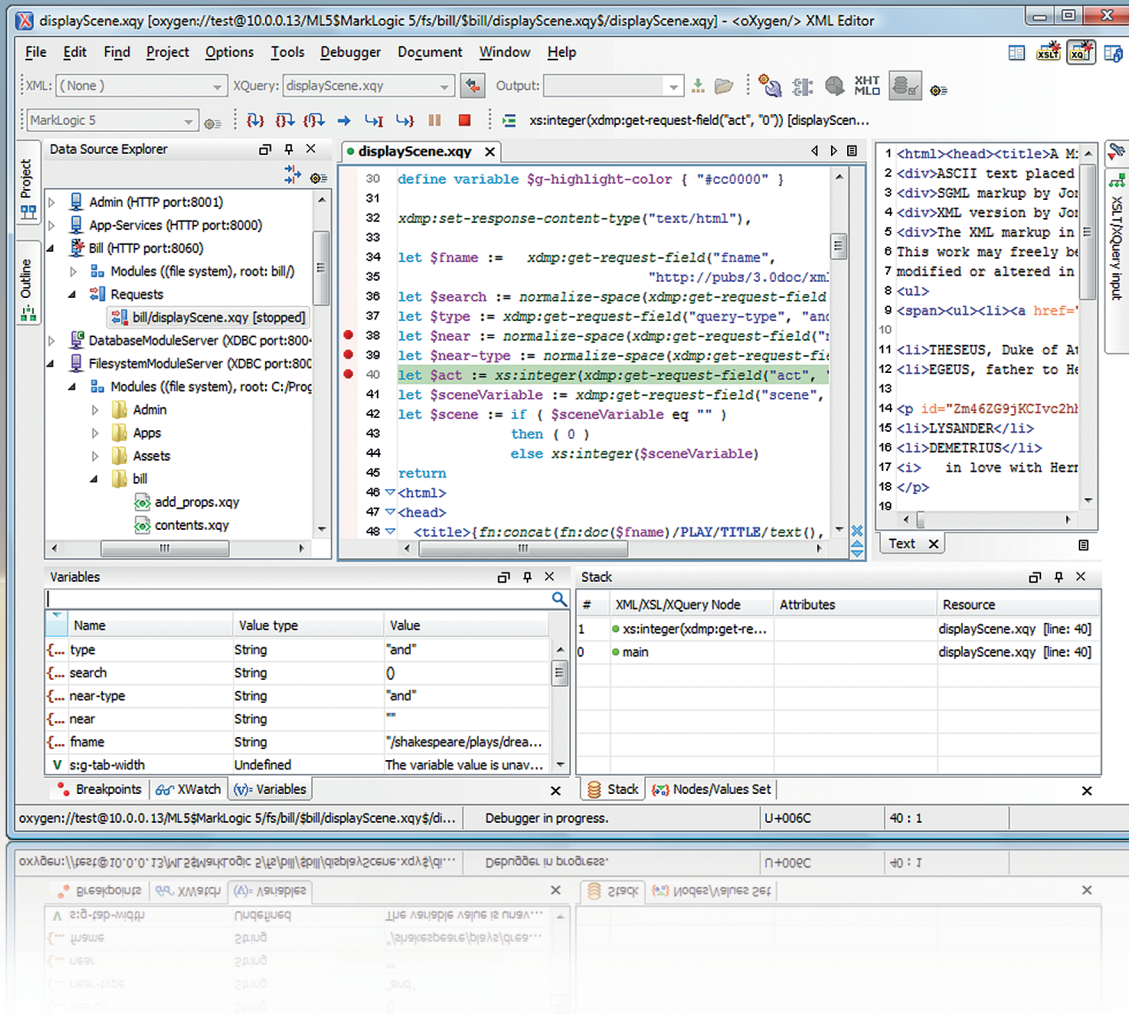 displayScene.xqy [oxygen://test@10.0.0.13/ML5$MarkLogic 5/fs/bill/$bill/displayScene.xqy$/displayScene.xqy] - <oXygen/> XML Editor
File Edit Find Project Options Tools Debugger Document Window Help
XSLT XQ
XML: (None ) XQuery: displayScene.xqy Output: XHT MLO
MarkLogic 5 xs:integer(xdmp:get-request-field("act", "0")) [displayScen...
Project
Outline
Data Source Explorer
Admin (HTTP port:8001)
App-Services (HTTP port:8000)
Bill (HTTP port:8060)
Modules ((file system), root: bill/)
Requests
bill/displayScene.xqy [stopped]
DatabaseModuleServer (XDBC port:800
FilesystemModuleServer (XDBC port:80
Modules ((file system), root: C:/Prog
Admin
Apps
Assets
bill
add_props.xqy
contents.xqy
displayScene.xqy
30 define variable $g-highlight-color { "#cc0000" }
31
32 xdmp:set-response-content-type("text/html"),
33
34 let $fname := xdmp:get-request-field("fname",
35 "http://pubs/3.0doc/xml
36 let $search := normalize-space(xdmp:get-request-field
37 let $type := xdmp:get-request-field("query-type", "and
38 let $near := normalize-space(xdmp:get-request-field("n
39 let $near-type := normalize-space(xdmp:get-request-fie
40 let $act := xs:integer(xdmp:get-request-field("act", "
41 let $sceneVariable := xdmp:get-request-field("scene",
42 let $scene := if ( $sceneVariable eq "" )
43 then ( 0 )
44 else xs:integer($sceneVariable)
45 return
46 <html>
47 <head>
48 <title>{fn:concat(fn:doc($fname)/PLAY/TITLE/text(),
1 <html><head><title>A Mi
2 <div>ASCII text placed
3 <div>SGML markup by Jon
4 <div>XML version by Jon
5 <div>The XML markup in
6 This work may freely be
7 modified or altered in
8 <ul>
9 <span><ul><li><a href="
10
11 <li>THESEUS, Duke of At
12 <li>EGEUS, father to He
13
14 <p id="Zm46ZG9jKCIvc2hh
15 <li>LYSANDER</li>
16 <li>DEMETRIUS</li>
17 <i> in love with Herm
18 </p>
19
Text
XSLT/XQuery input
Variables
Name Value type Value
{... type String "and"
{... search String ()
{... near-type String "and"
{... near String ""
{... fname String "/shakespeare/plays/drea...
V s:g-tab-width Undefined The variable value is unav...
Breakpoints XWatch (V)= Variables
Stack
# XML/XSL/XQuery Node Attributes Resource
1 xs:integer(xdmp:get-re... displayScene.xqy [line: 40]
0 main displayScene.xqy [line: 40]
Stack Nodes/Values Set
oxygen://test@10.0.0.13/ML5$MarkLogic 5/fs/bill/$bill/displayScene.xqy$/di... Debugger in progress. U+006C 40 : 1